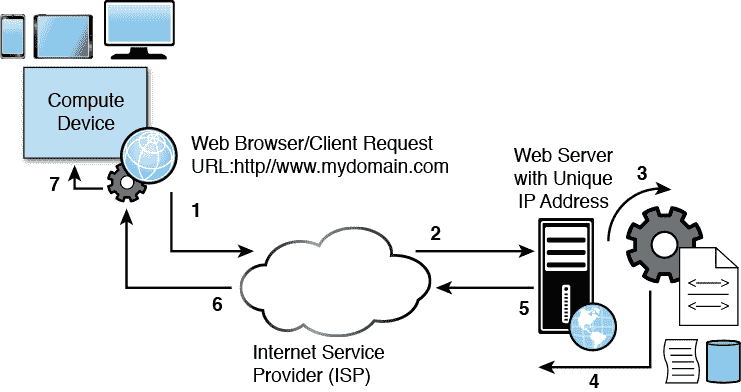 Compute
Device
Web Browser/Client Request
URL:http//www.mydomain.com
7
1
Web Server
with Unique
IP Address
3
2
6
5
Internet Service
Provider (ISP)
4